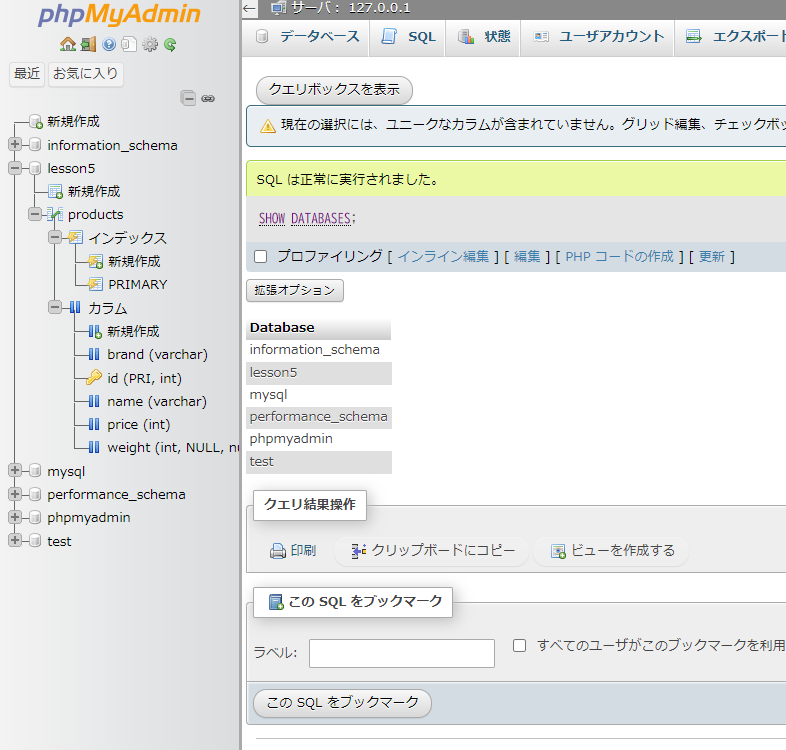 phpMyAdmin
最近
お気に入り
新規作成
information_schema
lesson5
新規作成
products
インデックス
新規作成
PRIMARY
カラム
新規作成
brand (varchar)
id (PRI, int)
name (varchar)
price (int)
weight (int, NULL, nu
mysql
performance_schema
phpmyadmin
test
サーバ: 127.0.0.1
データベース
SQL
状態
ユーザアカウント
エクスポート
クエリボックスを表示
現在の選択には、ユニークなカラムが含まれていません。グリッド編集、チェックボッ
SQL は正常に実行されました。
SHOW DATABASES;
プロファイリング [ インライン編集 ] [ 編集 ] [ PHP コードの作成 ] [ 更新 ]
拡張オプション
Database
information_schema
lesson5
mysql
performance_schema
phpmyadmin
test
クエリ結果操作
印刷
クリップボードにコピー
ビューを作成する
この SQL をブックマーク
ラベル:
すべてのユーザがこのブックマークを利用
この SQL をブックマーク